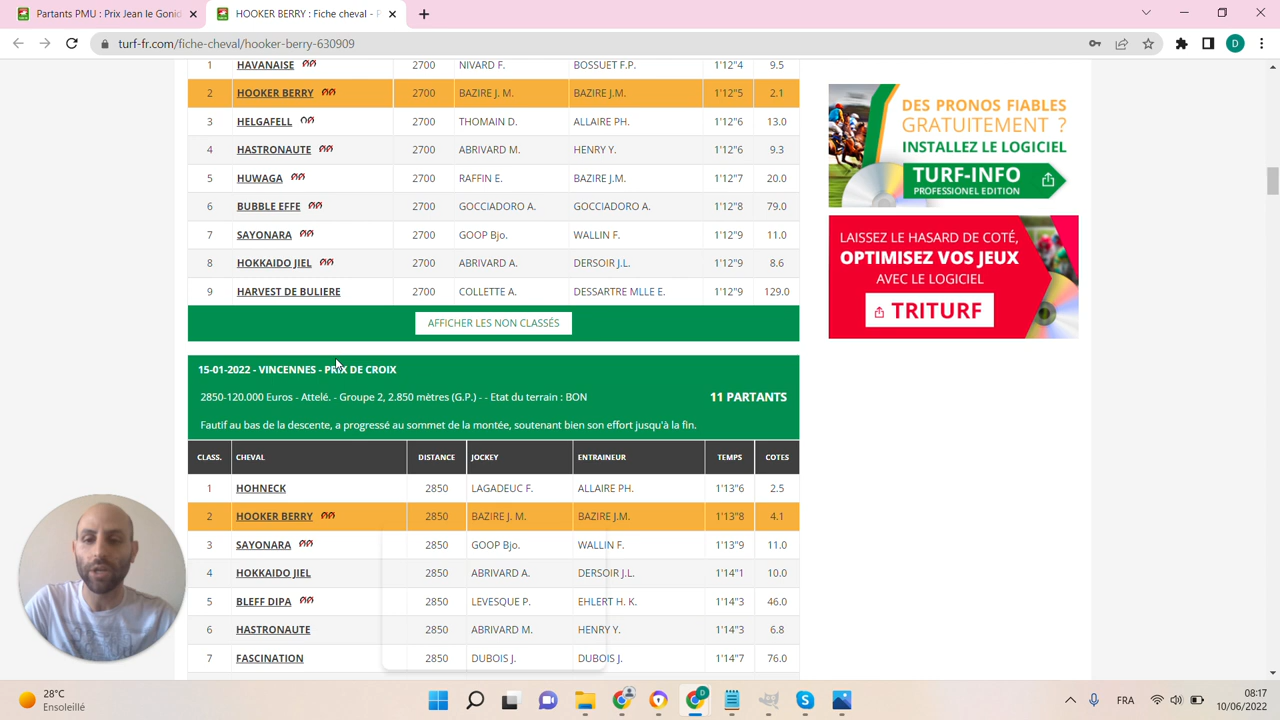 Partants PMU : Prix Jean le Gonid
HOOKER BERRY : Fiche cheval - P
turf-fr.com/fiche-cheval/hooker-berry-630909
D
1 HAVANAISE 2700 NIVARD F. BOSSUET F.P. 1'12"4 9.5
2 HOOKER BERRY 2700 BAZIRE J. M. BAZIRE J.M. 1'12"5 2.1
3 HELGAFELL 2700 THOMAIN D. ALLAIRE PH. 1'12"6 13.0
4 HASTRONAUTE 2700 ABRIVARD M. HENRY Y. 1'12"6 9.3
5 HUWAGA 2700 RAFFIN E. BAZIRE J.M. 1'12"7 20.0
6 BUBBLE EFFE 2700 GOCCIADORO A. GOCCIADORO A. 1'12"8 79.0
7 SAYONARA 2700 GOOP Bjo. WALLIN F. 1'12"9 11.0
8 HOKKAIDO JIEL 2700 ABRIVARD A. DERSOIR J.L. 1'12"9 8.6
9 HARVEST DE BULIERE 2700 COLLETTE A. DESSARTRE MLLE E. 1'12"9 129.0
AFFICHER LES NON CLASSÉS
15-01-2022 - VINCENNES - PRIX DE CROIX
2850-120.000 Euros - Attelé. - Groupe 2, 2.850 mètres (G.P.) - - Etat du terrain : BON
11 PARTANTS
Fautif au bas de la descente, a progressé au sommet de la montée, soutenant bien son effort jusqu'à la fin.
CLASS. CHEVAL DISTANCE JOCKEY ENTRAINEUR TEMPS COTES
1 HOHNECK 2850 LAGADEUC F. ALLAIRE PH. 1'13"6 2.5
2 HOOKER BERRY 2850 BAZIRE J. M. BAZIRE J.M. 1'13"8 4.1
3 SAYONARA 2850 GOOP Bjo. WALLIN F. 1'13"9 11.0
4 HOKKAIDO JIEL 2850 ABRIVARD A. DERSOIR J.L. 1'14"1 10.0
5 BLEFF DIPA 2850 LEVESQUE P. EHLERT H. K. 1'14"3 46.0
6 HASTRONAUTE 2850 ABRIVARD M. HENRY Y. 1'14"3 6.8
7 FASCINATION 2850 DUBOIS J. DUBOIS J. 1'14"7 76.0
DES PRONOS FIABLES
GRATUITEMENT ?
INSTALLEZ LE LOGICIEL
TURF-INFO
PROFESSIONEL EDITION
LAISSEZ LE HASARD DE COTÉ,
OPTIMISEZ VOS JEUX
AVEC LE LOGICIEL
TRITURF
28°C
Ensoleillé
D
FRA
08:17
10/06/2022